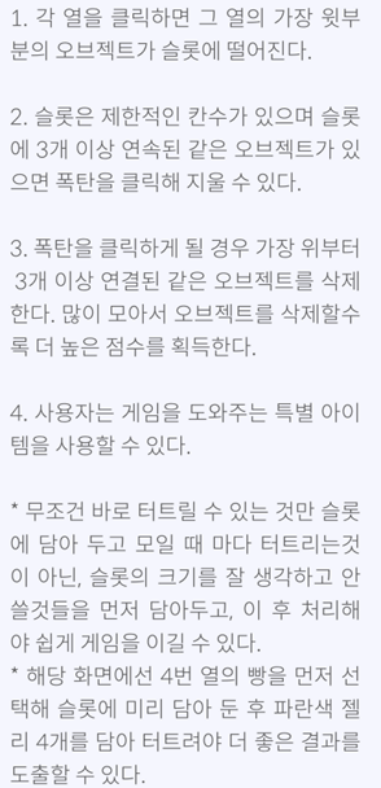 1. 각 열을 클릭하면 그 열의 가장 윗부
분의 오브젝트가 슬롯에 떨어진다.
2. 슬롯은 제한적인 칸수가 있으며 슬롯
에 3개 이상 연속된 같은 오브젝트가 있
으면 폭탄을 클릭해 지울 수 있다.
3. 폭탄을 클릭하게 될 경우 가장 위부터
3개 이상 연결된 같은 오브젝트를 삭제
한다. 많이 모아서 오브젝트를 삭제할수
록 더 높은 점수를 획득한다.
4. 사용자는 게임을 도와주는 특별 아이
템을 사용할 수 있다.
* 무조건 바로 터트릴 수 있는 것만 슬롯
에 담아 두고 모일 때 마다 터트리는것
이 아닌, 슬롯의 크기를 잘 생각하고 안
쓸것들을 먼저 담아두고, 이 후 처리해
야 쉽게 게임을 이길 수 있다.
* 해당 화면에선 4번 열의 빵을 먼저 선
택해 슬롯에 미리 담아 둔 후 파란색 젤
리 4개를 담아 터트려야 더 좋은 결과를
도출할 수 있다.